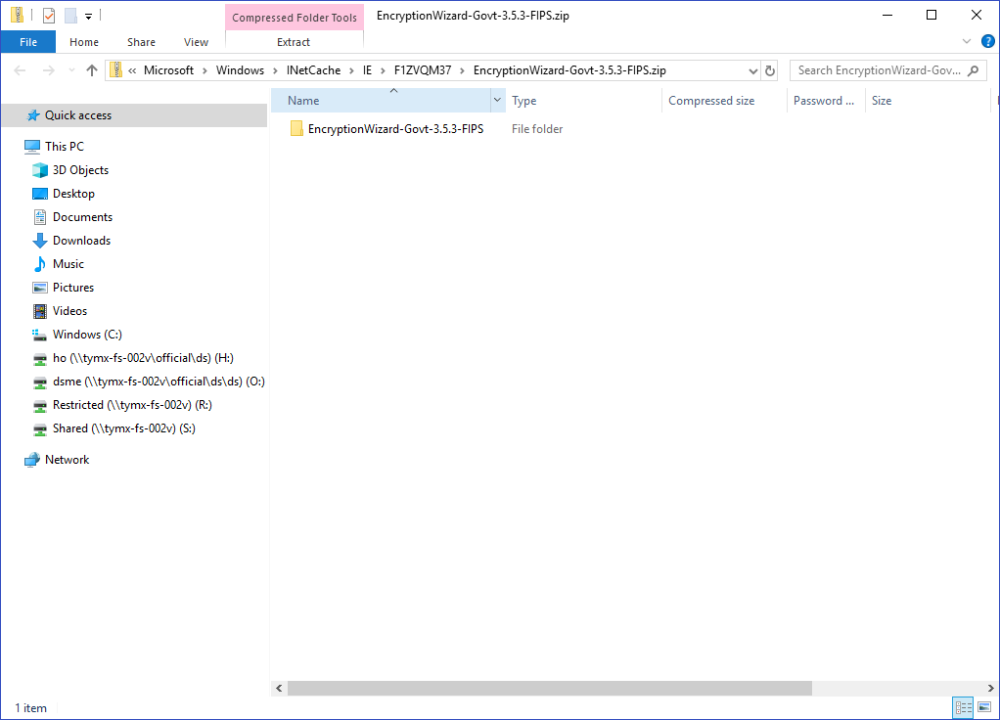 Compressed Folder Tools
EncryptionWizard-Govt-3.5.3-FIPS.zip
File
Home
Share
View
Extract
« Microsoft > Windows > INetCache > IE > F1ZVQM37 > EncryptionWizard-Govt-3.5.3-FIPS.zip
Search EncryptionWizard-Gov...
Quick access
This PC
3D Objects
Desktop
Documents
Downloads
Music
Pictures
Videos
Windows (C:)
ho (\\tymx-fs-002v\official\ds) (H:)
dsme (\\tymx-fs-002v\official\ds\ds) (O:)
Restricted (\\tymx-fs-002v) (R:)
Shared (\\tymx-fs-002v) (S:)
Network
Name
Type
Compressed size
Password ...
Size
EncryptionWizard-Govt-3.5.3-FIPS
File folder
1 item